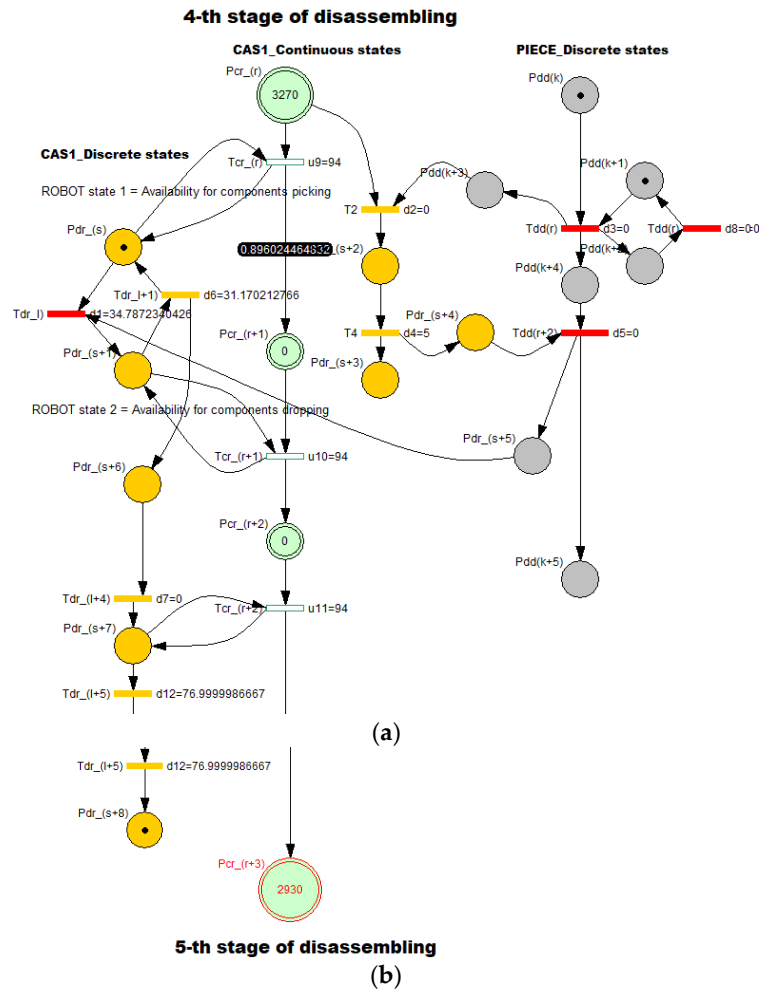 4-th stage of disassembling
CAS1_Continuous states
PIECE_Discrete states
Pcr_(r)
3270
Pdd(k)
CAS1_Discrete states
Tcr_(r)
u9=94
Pdd(k+1)
Pdd(k+3)
ROBOT state 1 = Availability for components picking
Pdr_(s)
T2
d2=0
Tdd(r)
d3=0
Tdd(r)
0.896024464832
_(s+2)
Pdd(k+4)
Tdr_l+1)
d6=31.170212766
Tdr_l)
d1=34.7872340426
Pcr_(r+1)
0
Pdr_(s+4)
T4
d4=5
Tdd(r+2)
d5=0
Pdr_(s+1)
Pdr_(s+3)
ROBOT state 2 = Availability for components dropping
Pdr_(s+5)
Tcr_(r+1)
u10=94
Pdr_(s+6)
Pcr_(r+2)
0
Pdd(k+5)
Tdr_(l+4)
d7=0
Tcr_(r+2)
u11=94
Pdr_(s+7)
Tdr_(l+5)
d12=76.9999986667
(a)
Tdr_(l+5)
d12=76.9999986667
Pdr_(s+8)
Pcr_(r+3)
2930
5-th stage of disassembling
(b)